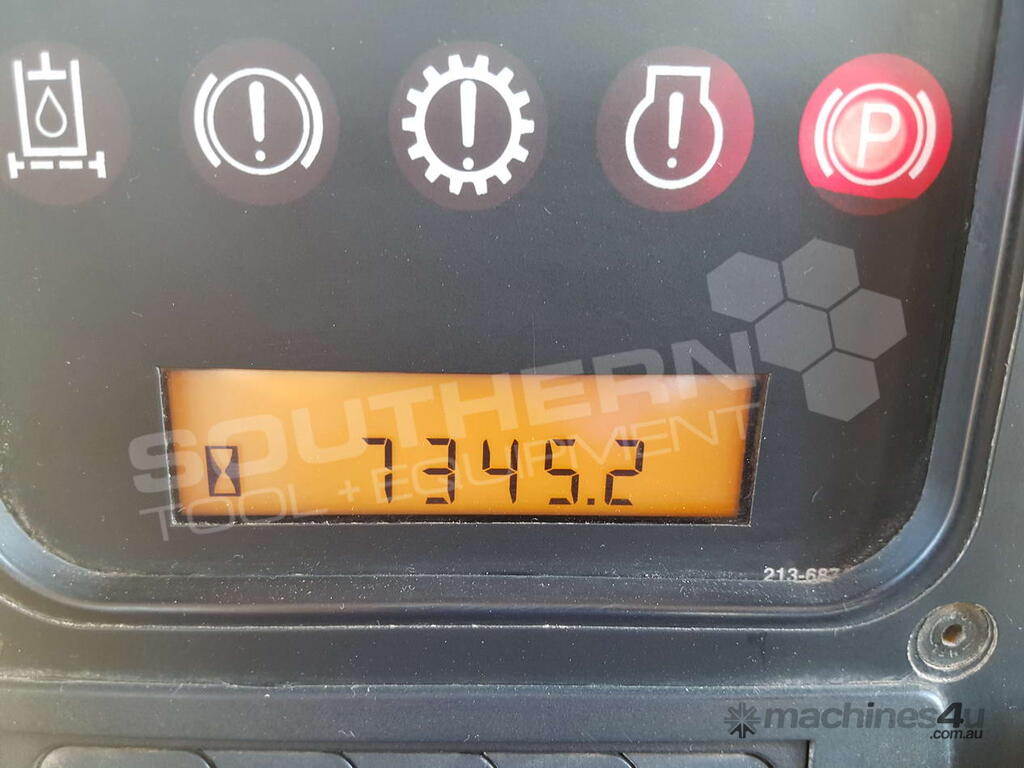 P
SOUTHERN
TOOL + EQUIPMENT
7345.2
213-687
machines4u
.com.au